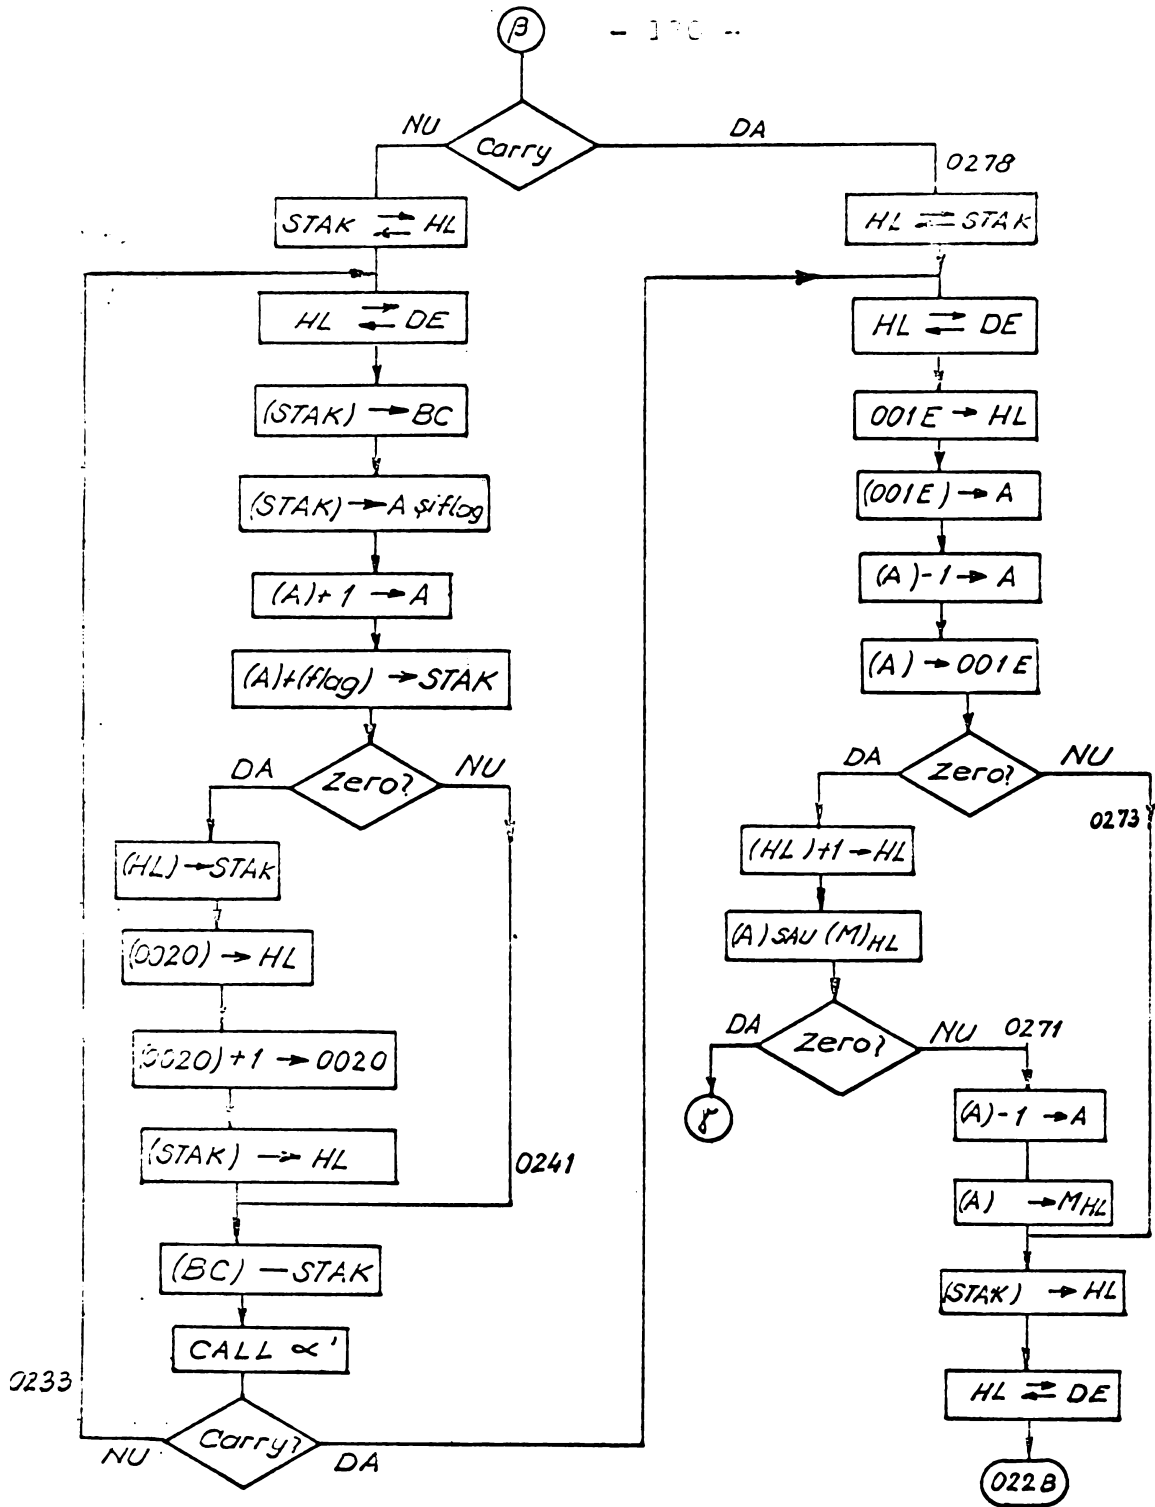 β
NU
Carry
DA
0278
STAK ⇄ HL
HL ⇄ DE
(STAK) → BC
(STAK) → A şi flag
(A)+1 → A
(A)+(flag) → STAK
DA
Zero?
NU
(HL) → STAK
(0020) → HL
(0020)+1 → 0020
(STAK) → HL
0241
(BC) — STAK
CALL ∝'
0233
NU
Carry?
DA
HL ⇄ STAK
HL ⇄ DE
001E → HL
(001E) → A
(A)-1 → A
(A) → 001E
DA
Zero?
NU
0273
(HL)+1 → HL
(A) SAU (M)HL
DA
Zero?
NU
0271
γ
(A)-1 → A
(A) → MHL
(STAK) → HL
HL ⇄ DE
022B